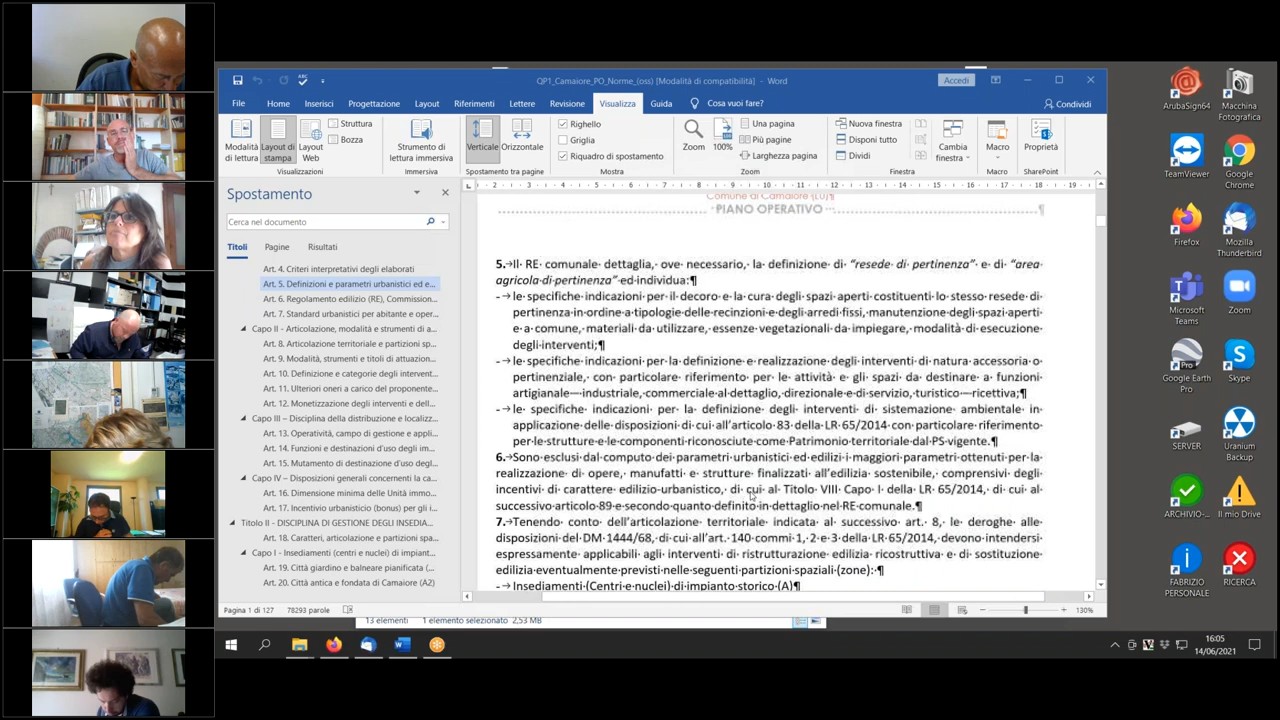 QP1_Camaiore_PO_Norme_(oss) [Modalità di compatibilità] - Word
Accedi
File Home Inserisci Progettazione Layout Riferimenti Lettere Revisione Visualizza Guida Cosa vuoi fare? Condividi
Modalità di lettura
Layout di stampa
Layout Web
Struttura
Bozza
Visualizzazioni
Strumento di lettura immersiva
Immersiva
Verticale
Orizzontale
Spostamento tra pagine
Righello
Griglia
Riquadro di spostamento
Mostra
Zoom
100%
Una pagina
Più pagine
Larghezza pagina
Zoom
Nuova finestra
Disponi tutto
Dividi
Cambia finestra
Finestra
Macro
Macro
Proprietà
SharePoint
Spostamento
Cerca nel documento
Titoli Pagine Risultati
Art. 4. Criteri interpretativi degli elaborati
Art. 5. Definizioni e parametri urbanistici ed e...
Art. 6. Regolamento edilizio (RE), Commission...
Art. 7. Standard urbanistici per abitante e oper...
Capo II - Articolazione, modalità e strumenti di a...
Art. 8. Articolazione territoriale e partizioni sp...
Art. 9. Modalità, strumenti e titoli di attuazion...
Art. 10. Definizione e categorie degli intervent...
Art. 11. Ulteriori oneri a carico del proponente...
Art. 12. Monetizzazione degli interventi e dell...
Capo III – Disciplina della distribuzione e localizz...
Art. 13. Operatività, campo di gestione e appli...
Art. 14. Funzioni e destinazioni d'uso degli im...
Art. 15. Mutamento di destinazione d'uso degl...
Capo IV – Disposizioni generali concernenti la ca...
Art. 16. Dimensione minima delle Unità immo...
Art. 17. Incentivio urbanistico (bonus) per gli i...
Titolo II - DISCIPLINA DI GESTIONE DEGLI INSEDIA...
Art. 18. Caratteri, articolazione e partizioni spa...
Capo I - Insediamenti (centri e nuclei) di impiant...
Art. 19. Città giardino e balneare pianificata (...
Art. 20. Città antica e fondata di Camaiore (A2)
2 3 4 5 6 7 8 9 10 11 12 13 14 15 16 17 18 19
Comune di Camaiore (LU)
PIANO OPERATIVO ¶
5. Il RE comunale dettaglia, ove necessario, la definizione di “resede di pertinenza” e di “area
agricola di pertinenza” ed individua:¶
- le specifiche indicazioni per il decoro e la cura degli spazi aperti costituenti lo stesso resede di
pertinenza in ordine a tipologie delle recinzioni e degli arredi fissi, manutenzione degli spazi aperti
e a comune, materiali da utilizzare, essenze vegetazionali da impiegare, modalità di esecuzione
degli interventi;¶
- le specifiche indicazioni per la definizione e realizzazione degli interventi di natura accessoria o
pertinenziale, con particolare riferimento per le attività e gli spazi da destinare a funzioni
artigianale – industriale, commerciale al dettaglio, direzionale e di servizio, turistico – ricettiva;¶
- le specifiche indicazioni per la definizione degli interventi di sistemazione ambientale in
applicazione delle disposizioni di cui all'articolo 83 della LR 65/2014 con particolare riferimento
per le strutture e le componenti riconosciute come Patrimonio territoriale dal PS vigente.¶
6. Sono esclusi dal computo dei parametri urbanistici ed edilizi i maggiori parametri ottenuti per la
realizzazione di opere, manufatti e strutture finalizzati all'edilizia sostenibile, comprensivi degli
incentivi di carattere edilizio-urbanistico, di cui al Titolo VIII Capo I della LR 65/2014, di cui al
successivo articolo 89 e secondo quanto definito in dettaglio nel RE comunale.¶
7. Tenendo conto dell'articolazione territoriale indicata al successivo art. 8, le deroghe alle
disposizioni del DM 1444/68, di cui all'art. 140 commi 1, 2 e 3 della LR 65/2014, devono intendersi
espressamente applicabili agli interventi di ristrutturazione edilizia ricostruttiva e di sostituzione
edilizia eventualmente previsti nelle seguenti partizioni spaziali (zone): ¶
- Insediamenti (Centri e nuclei) di impianto storico (A)¶
Pagina 1 di 127 78293 parole 130%
13 elementi 1 elemento selezionato 2,53 MB
ArubaSign64
Macchina Fotografica
TeamViewer
Google Chrome
Firefox
Mozilla Thunderbird
Microsoft Teams
Zoom
Google Earth Pro
Skype
SERVER
Uranium Backup
ARCHIVIO-...
Il mio Drive
FABRIZIO PERSONALE
RICERCA
16:05
14/06/2021